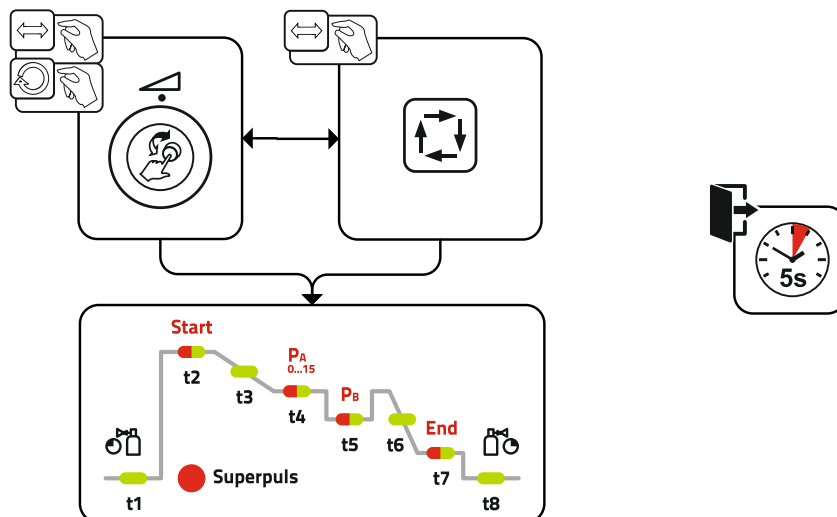 5s
Start
PA
0...15
t2
t3
PB
t4
t5
t6
End
t7
t1
Superpuls
t8